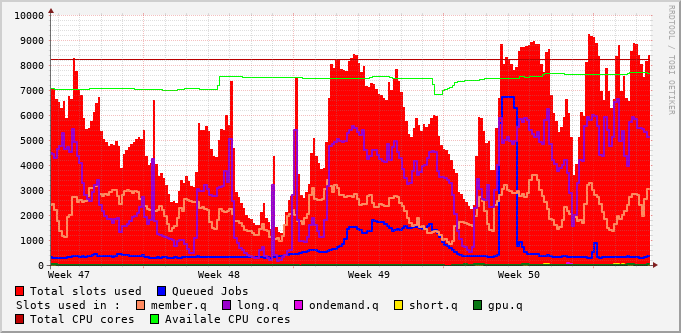 10000
9000
8000
7000
6000
5000
4000
3000
2000
1000
0
Week 47 Week 48 Week 49 Week 50
Total slots used Queued Jobs
Slots used in : member.q long.q ondemand.q short.q gpu.q
Total CPU cores Availale CPU cores
RRDTOOL / TOBI OETIKER